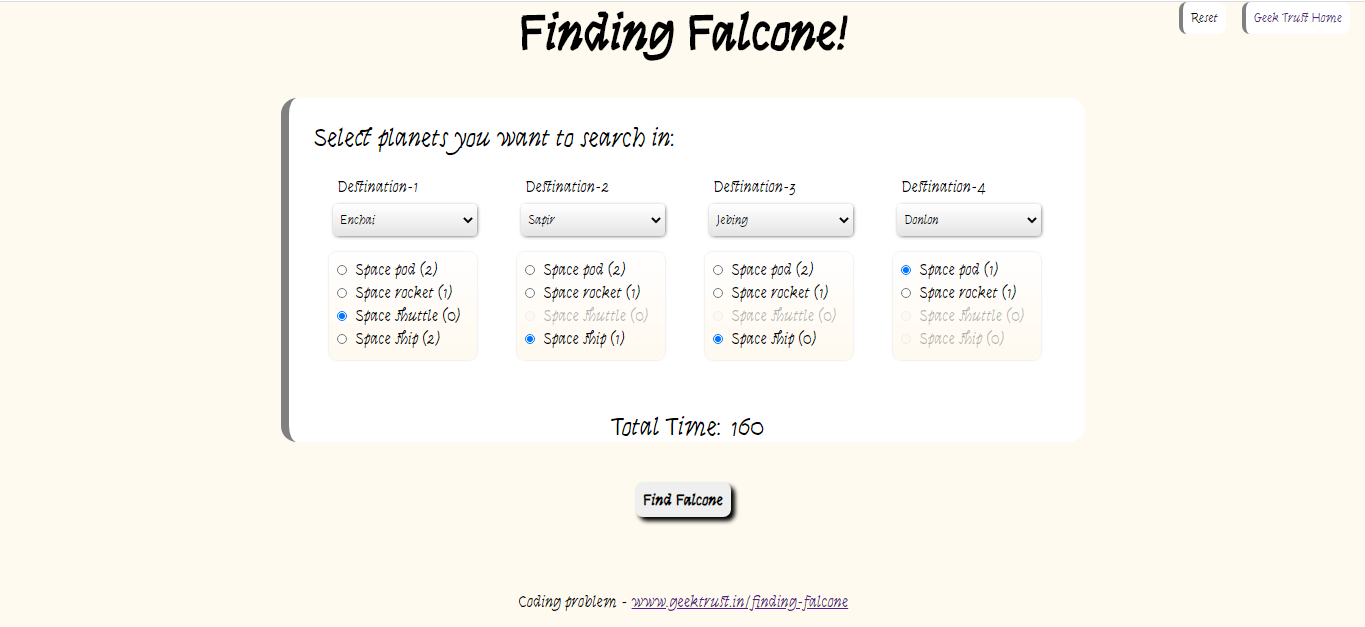 Reset Geek Trust Home
Finding Falcone!
Select planets you want to search in:
Destination-1 Destination-2 Destination-3 Destination-4
Enchai Sapir Jebing Donlon
Space pod (2) Space pod (2) Space pod (2) Space pod (1)
Space rocket (1) Space rocket (1) Space rocket (1) Space rocket (1)
Space shuttle (0) Space shuttle (0) Space shuttle (0) Space shuttle (0)
Space ship (2) Space ship (1) Space ship (0) Space ship (0)
Total Time: 160
Find Falcone
Coding problem - www.geektrust.in/finding-falcone